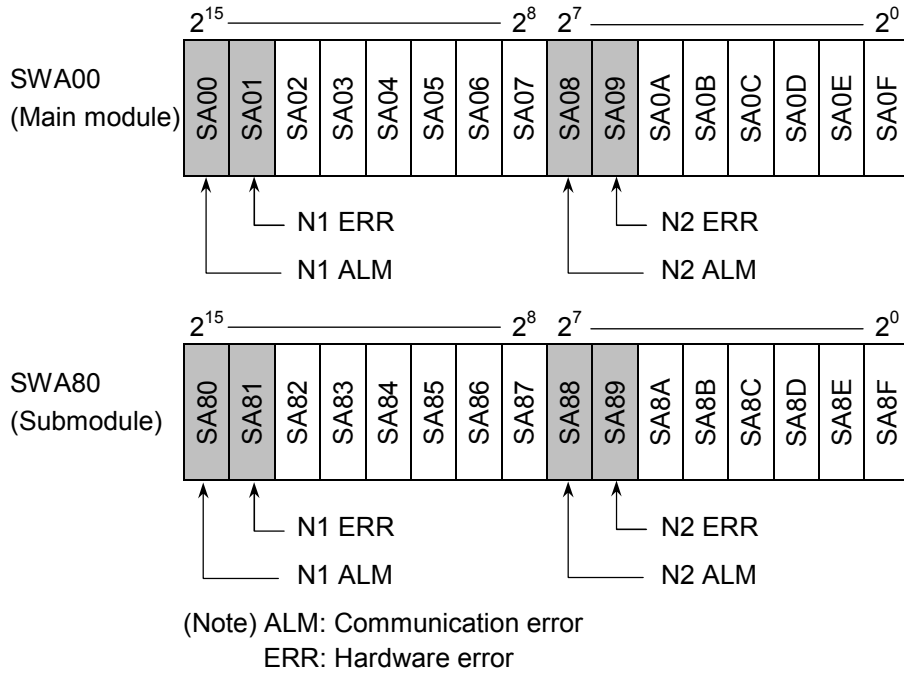 2^15 2^8 2^7 2^0
SWA00
(Main module)
SA00 SA01 SA02 SA03 SA04 SA05 SA06 SA07 SA08 SA09 SA0A SA0B SA0C SA0D SA0E SA0F
N1 ERR N2 ERR
N1 ALM N2 ALM
2^15 2^8 2^7 2^0
SWA80
(Submodule)
SA80 SA81 SA82 SA83 SA84 SA85 SA86 SA87 SA88 SA89 SA8A SA8B SA8C SA8D SA8E SA8F
N1 ERR N2 ERR
N1 ALM N2 ALM
(Note) ALM: Communication error
ERR: Hardware error